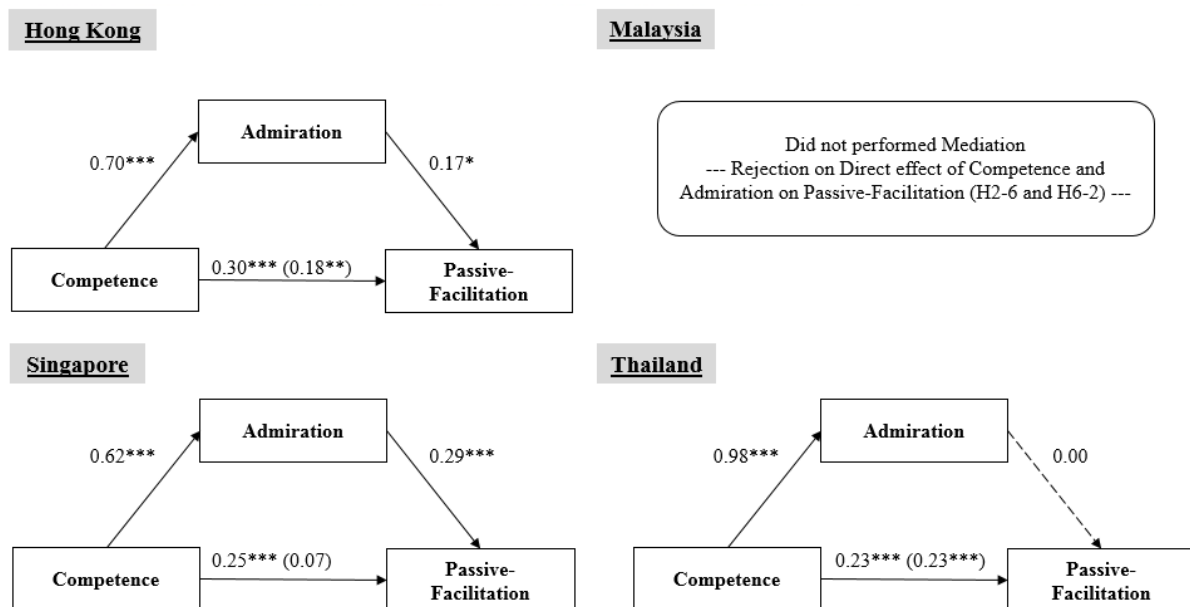 Hong Kong
Admiration
0.70***
0.17*
Competence
0.30*** (0.18**)
Passive-
Facilitation
Malaysia
Did not performed Mediation
--- Rejection on Direct effect of Competence and
Admiration on Passive-Facilitation (H2-6 and H6-2) ---
Singapore
Admiration
0.62***
0.29***
Competence
0.25*** (0.07)
Passive-
Facilitation
Thailand
Admiration
0.98***
0.00
Competence
0.23*** (0.23***)
Passive-
Facilitation